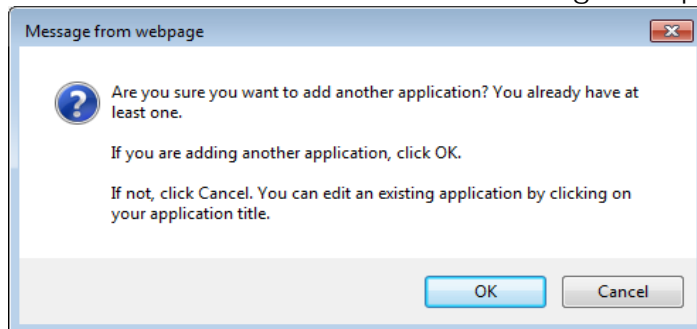 Message from webpage
Are you sure you want to add another application? You already have at
least one.
If you are adding another application, click OK.
If not, click Cancel. You can edit an existing application by clicking on
your application title.
OK Cancel